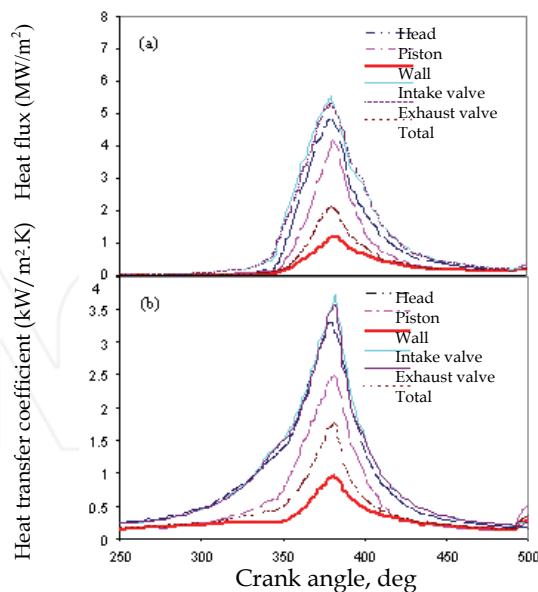 Heat flux (MW/m²)
8
7
6
5
4
3
2
1
0
(a)
Head
Piston
Wall
Intake valve
Exhaust valve
Total
Heat transfer coefficient (kW/m².K)
4
3.5
3
2.5
2
1.5
1
0.5
0
(b)
Head
Piston
Wall
Intake valve
Exhaust valve
Total
250 300 350 400 450 500
Crank angle, deg